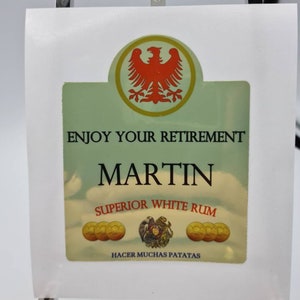 ENJOY YOUR RETIREMENT
MARTIN
SUPERIOR WHITE RUM
HACER MUCHAS PATATAS